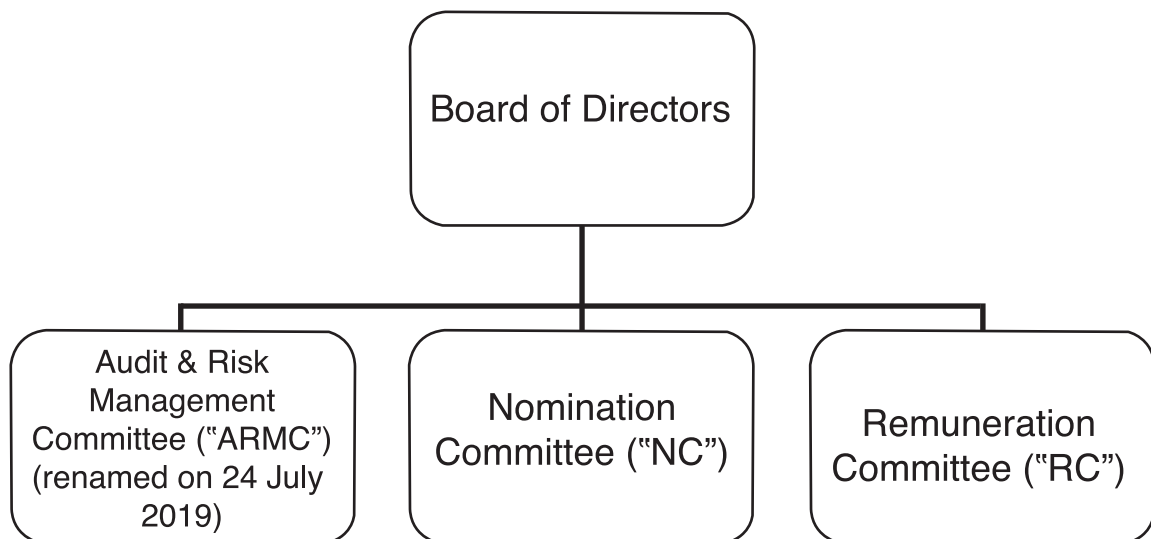 Board of Directors
Audit & Risk
Management
Committee (“ARMC”)
(renamed on 24 July
2019)
Nomination
Committee (“NC”)
Remuneration
Committee (“RC”)